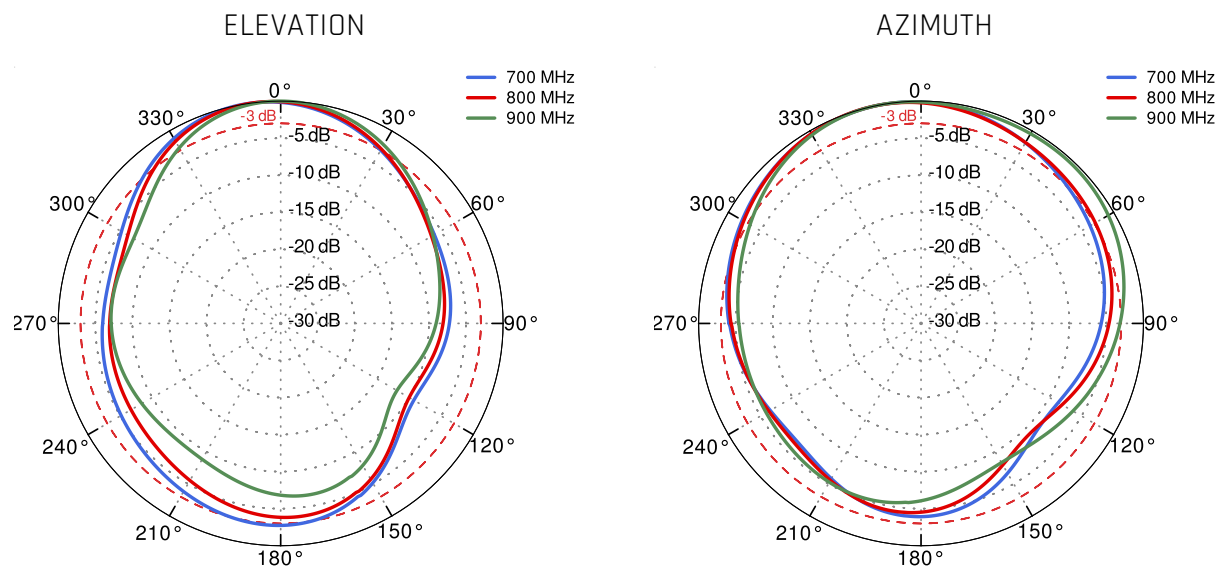 ELEVATION
700 MHz
800 MHz
900 MHz
0°
30°
60°
90°
120°
150°
180°
210°
240°
270°
300°
330°
-3 dB
-5 dB
-10 dB
-15 dB
-20 dB
-25 dB
-30 dB
AZIMUTH
700 MHz
800 MHz
900 MHz
0°
30°
60°
90°
120°
150°
180°
210°
240°
270°
300°
330°
-3 dB
-5 dB
-10 dB
-15 dB
-20 dB
-25 dB
-30 dB